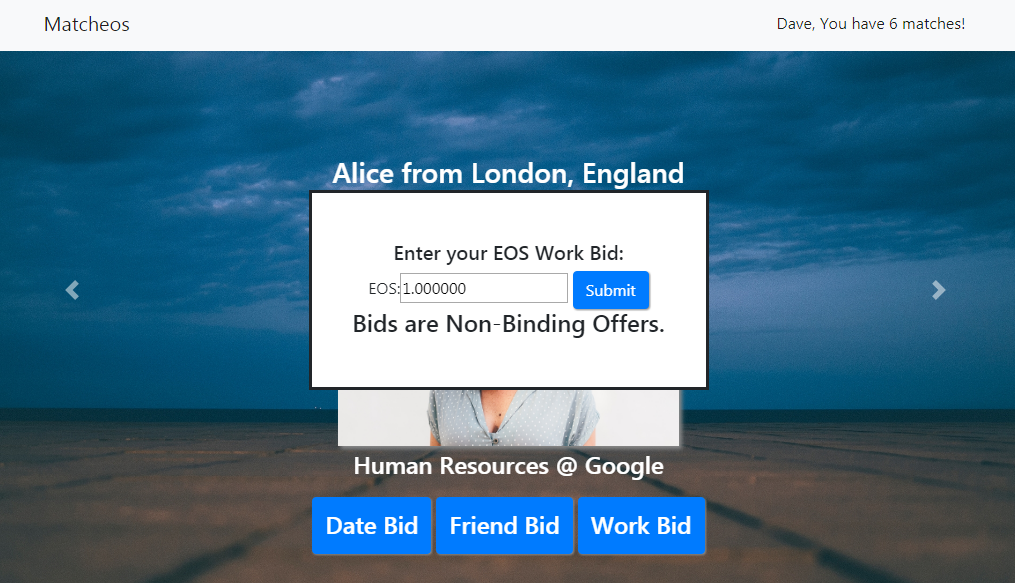 Matcheos
Dave, You have 6 matches!
Alice from London, England
Enter your EOS Work Bid:
EOS:1.000000 Submit
Bids are Non-Binding Offers.
Human Resources @ Google
Date Bid Friend Bid Work Bid